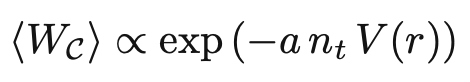 ⟨W_𝒞⟩ ∝ exp (−a n_t V(r))